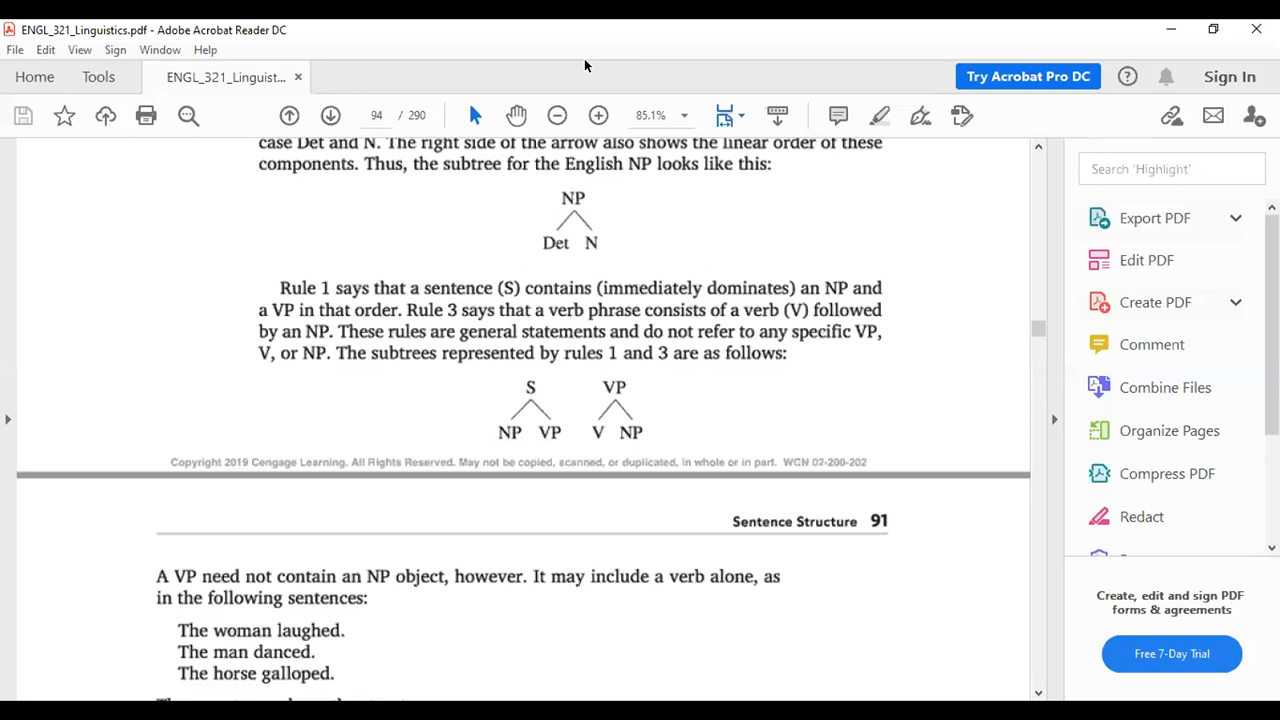 ENGL_321_Linguistics.pdf - Adobe Acrobat Reader DC
File Edit View Sign Window Help
Home Tools ENGL_321_Linguist... × Try Acrobat Pro DC Sign In
94 / 290 85.1%
case Det and N. The right side of the arrow also shows the linear order of these
components. Thus, the subtree for the English NP looks like this:
NP
Det N
Rule 1 says that a sentence (S) contains (immediately dominates) an NP and
a VP in that order. Rule 3 says that a verb phrase consists of a verb (V) followed
by an NP. These rules are general statements and do not refer to any specific VP,
V, or NP. The subtrees represented by rules 1 and 3 are as follows:
S VP
NP VP V NP
Copyright 2019 Cengage Learning. All Rights Reserved. May not be copied, scanned, or duplicated, in whole or in part. WCN 02-200-202
Sentence Structure 91
A VP need not contain an NP object, however. It may include a verb alone, as
in the following sentences:
The woman laughed.
The man danced.
The horse galloped.
Search 'Highlight'
Export PDF
Edit PDF
Create PDF
Comment
Combine Files
Organize Pages
Compress PDF
Redact
Create, edit and sign PDF
forms & agreements
Free 7-Day Trial